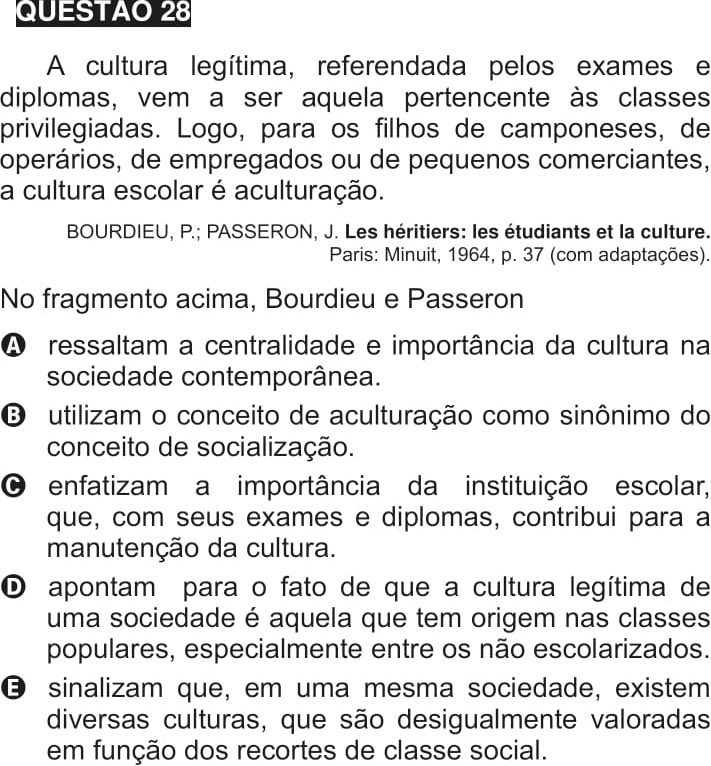 QUESTÃO 28
A cultura legítima, referendada pelos exames e
diplomas, vem a ser aquela pertencente às classes
privilegiadas. Logo, para os filhos de camponeses, de
operários, de empregados ou de pequenos comerciantes,
a cultura escolar é aculturação.
BOURDIEU, P.; PASSERON, J. Les héritiers: les étudiants et la culture.
Paris: Minuit, 1964, p. 37 (com adaptações).
No fragmento acima, Bourdieu e Passeron
A ressaltam a centralidade e importância da cultura na
sociedade contemporânea.
B utilizam o conceito de aculturação como sinônimo do
conceito de socialização.
C enfatizam a importância da instituição escolar,
que, com seus exames e diplomas, contribui para a
manutenção da cultura.
D apontam para o fato de que a cultura legítima de
uma sociedade é aquela que tem origem nas classes
populares, especialmente entre os não escolarizados.
E sinalizam que, em uma mesma sociedade, existem
diversas culturas, que são desigualmente valoradas
em função dos recortes de classe social.